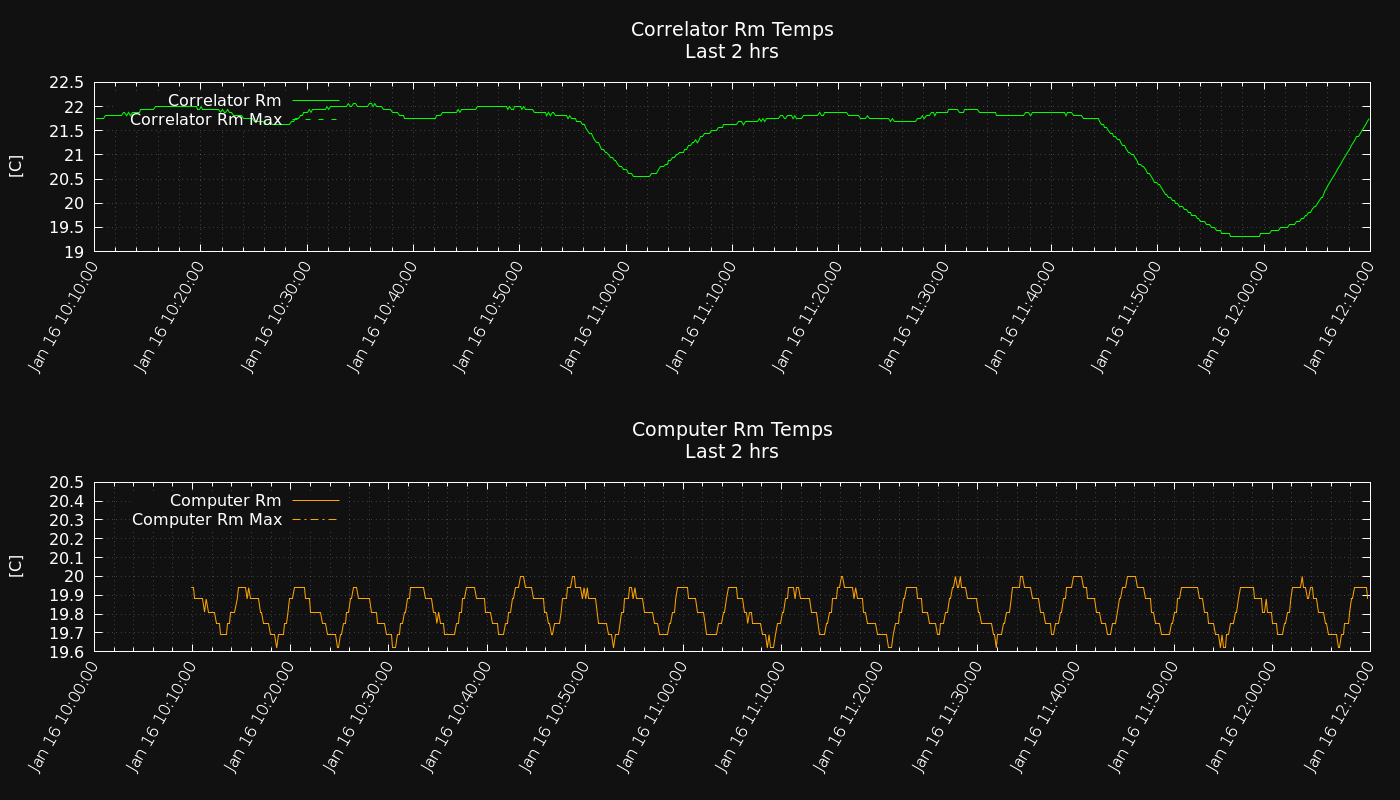 Correlator Rm Temps
Last 2 hrs
22.5
22
21.5
21
20.5
20
19.5
19
[C]
Correlator Rm
Correlator Rm Max
Jan 16 10:10:00
Jan 16 10:20:00
Jan 16 10:30:00
Jan 16 10:40:00
Jan 16 10:50:00
Jan 16 11:00:00
Jan 16 11:10:00
Jan 16 11:20:00
Jan 16 11:30:00
Jan 16 11:40:00
Jan 16 11:50:00
Jan 16 12:00:00
Jan 16 12:10:00
Computer Rm Temps
Last 2 hrs
20.5
20.4
20.3
20.2
20.1
20
19.9
19.8
19.7
19.6
[C]
Computer Rm
Computer Rm Max
Jan 16 10:00:00
Jan 16 10:10:00
Jan 16 10:20:00
Jan 16 10:30:00
Jan 16 10:40:00
Jan 16 10:50:00
Jan 16 11:00:00
Jan 16 11:10:00
Jan 16 11:20:00
Jan 16 11:30:00
Jan 16 11:40:00
Jan 16 11:50:00
Jan 16 12:00:00
Jan 16 12:10:00